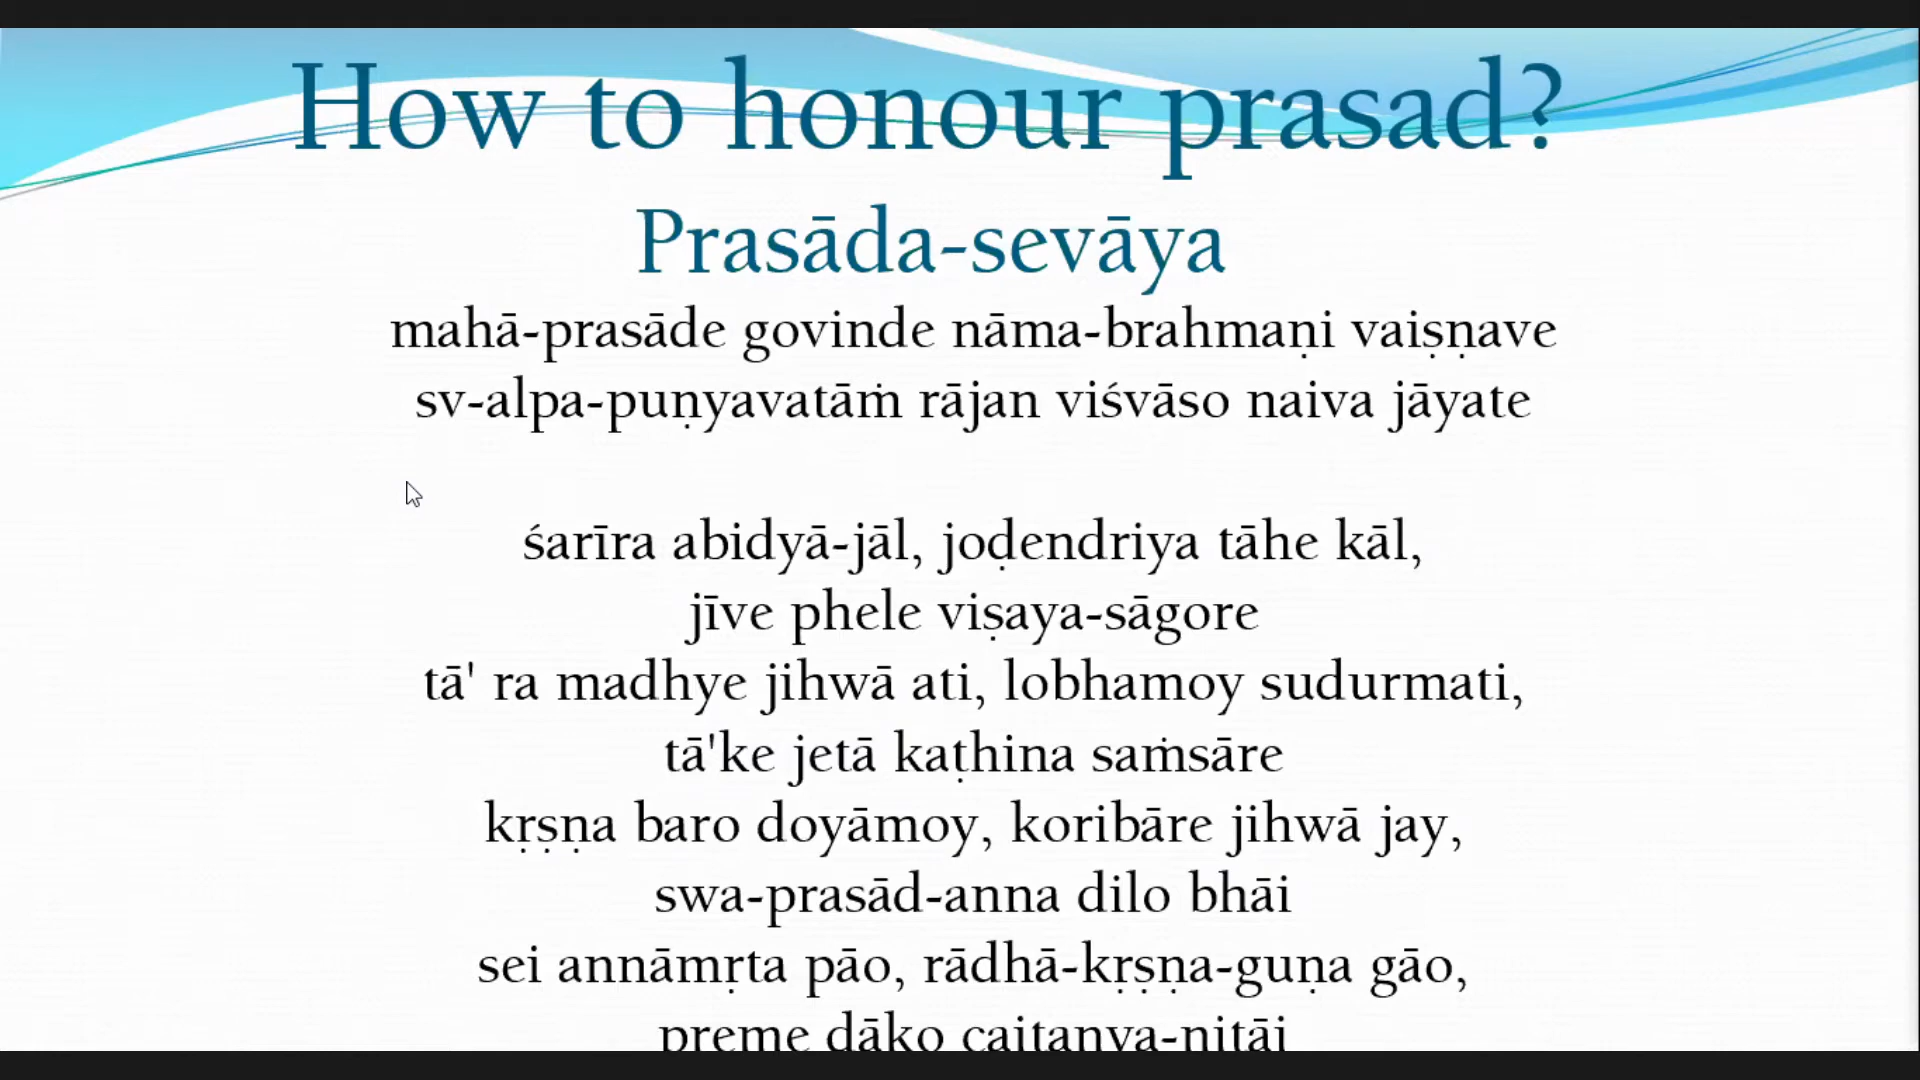 How to honour prasad?
Prasāda-sevāya
mahā-prasāde govinde nāma-brahmaṇi vaiṣṇave
sv-alpa-puṇyavatāṁ rājan viśvāso naiva jāyate
śarīra abidyā-jāl, joḍendriya tāhe kāl,
jīve phele viṣaya-sāgore
tā' ra madhye jihwā ati, lobhamoy sudurmati,
tā'ke jetā kaṭhina saṁsāre
kṛṣṇa baro doyāmoy, koribāre jihwā jay,
swa-prasād-anna dilo bhāi
sei annāmṛta pāo, rādhā-kṛṣṇa-guṇa gāo,
preme dāko caitanya-nitāi